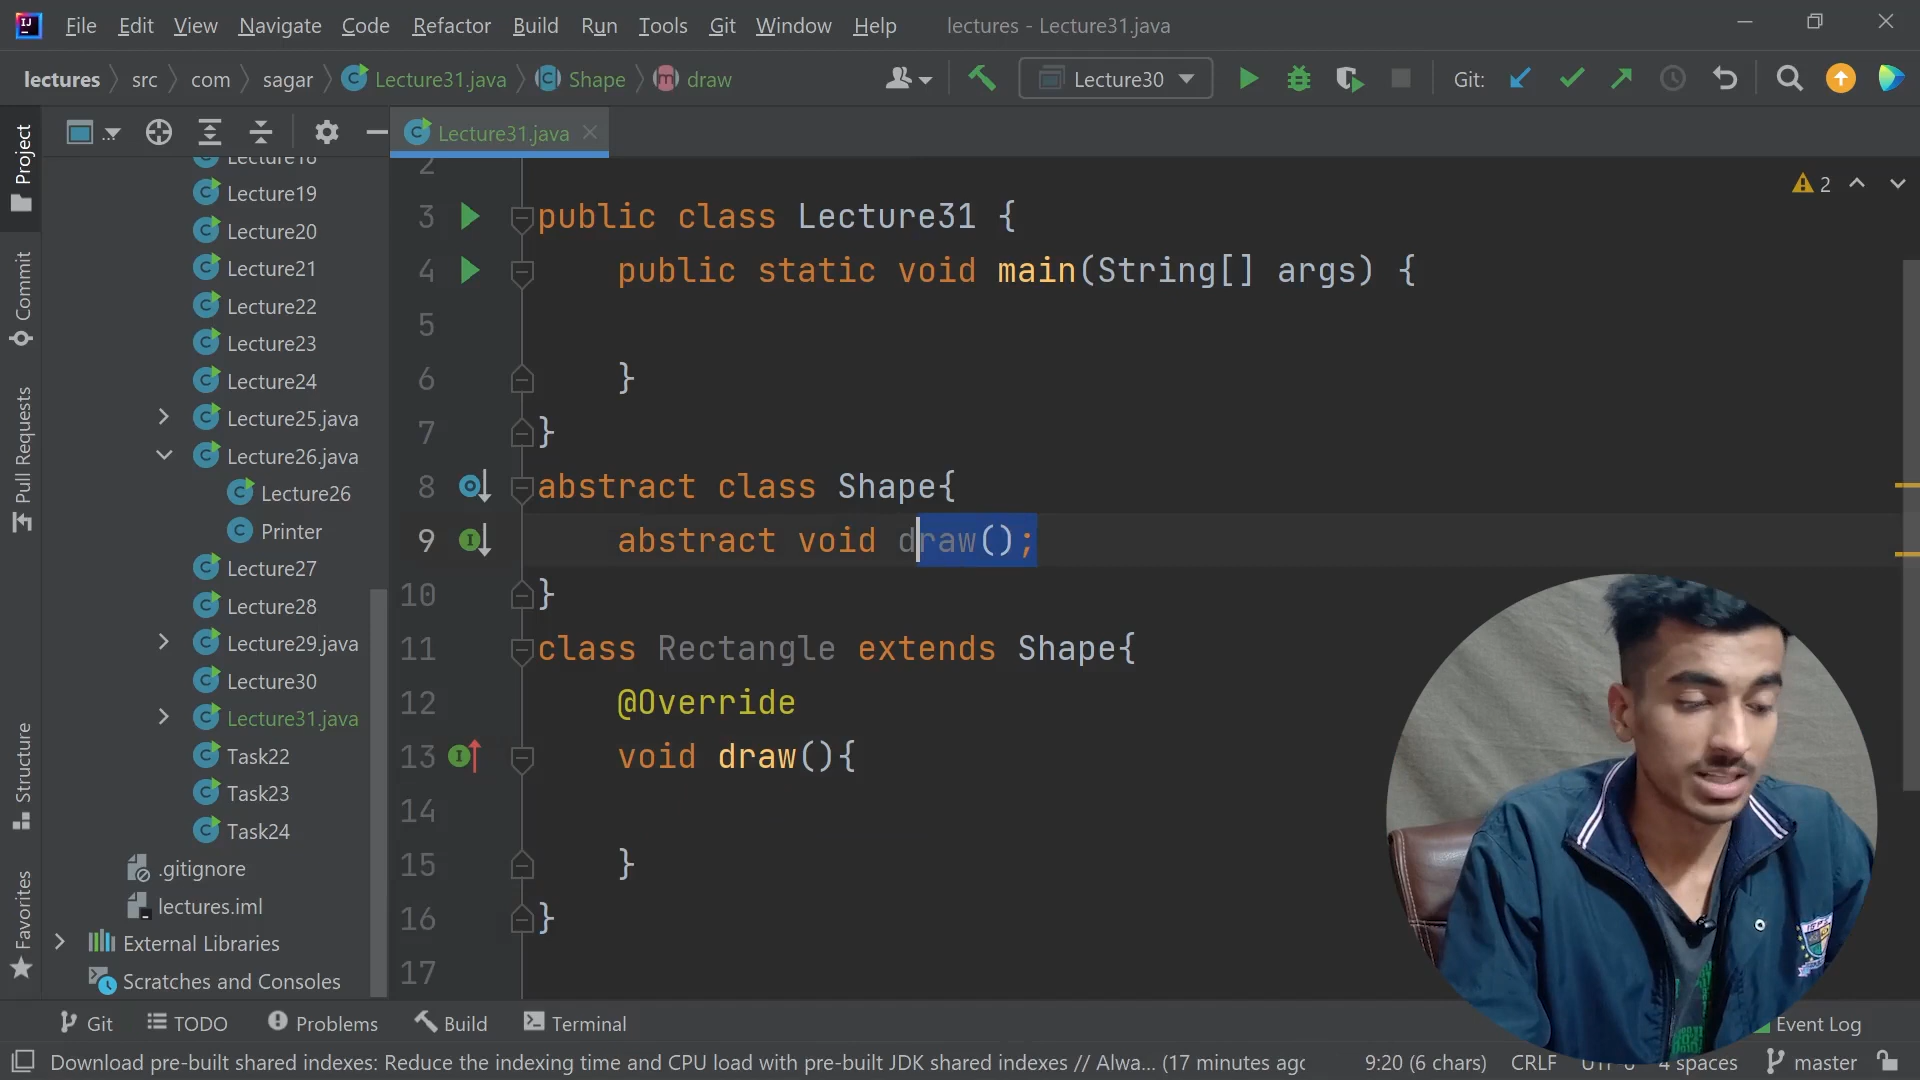 File Edit View Navigate Code Refactor Build Run Tools Git Window Help lectures - Lecture31.java
lectures src com sagar Lecture31.java Shape draw Lecture30 Git:
Project
Commit
Pull Requests
Structure
Favorites
Lecture18
Lecture19
Lecture20
Lecture21
Lecture22
Lecture23
Lecture24
Lecture25.java
Lecture26.java
Lecture26
Printer
Lecture27
Lecture28
Lecture29.java
Lecture30
Lecture31.java
Task22
Task23
Task24
.gitignore
lectures.iml
External Libraries
Scratches and Consoles
Lecture31.java
2
2
3 public class Lecture31 {
4 public static void main(String[] args) {
5
6 }
7 }
8 abstract class Shape{
9 abstract void draw();
10 }
11 class Rectangle extends Shape{
12 @Override
13 void draw(){
14
15 }
16 }
17
Git TODO Problems Build Terminal Event Log
Download pre-built shared indexes: Reduce the indexing time and CPU load with pre-built JDK shared indexes // Alwa... (17 minutes ago 9:20 (6 chars) CRLF UTF-8 4 spaces master